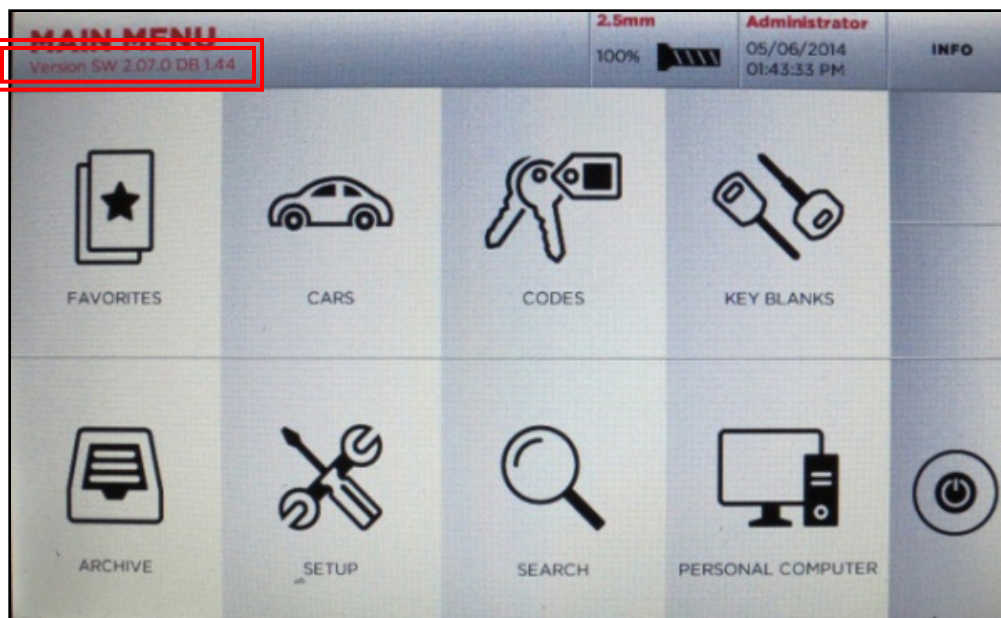 MAIN MENU
Version SW 2.07.0 DB 1.44
2.5mm
100%
Administrator
05/06/2014
01:43:33 PM
INFO
FAVORITES
CARS
CODES
KEY BLANKS
ARCHIVE
SETUP
SEARCH
PERSONAL COMPUTER